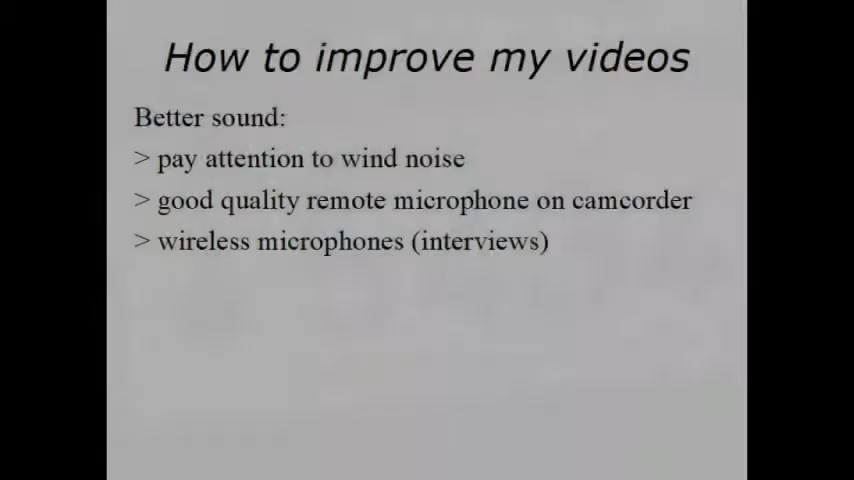 How to improve my videos
Better sound:
> pay attention to wind noise
> good quality remote microphone on camcorder
> wireless microphones (interviews)